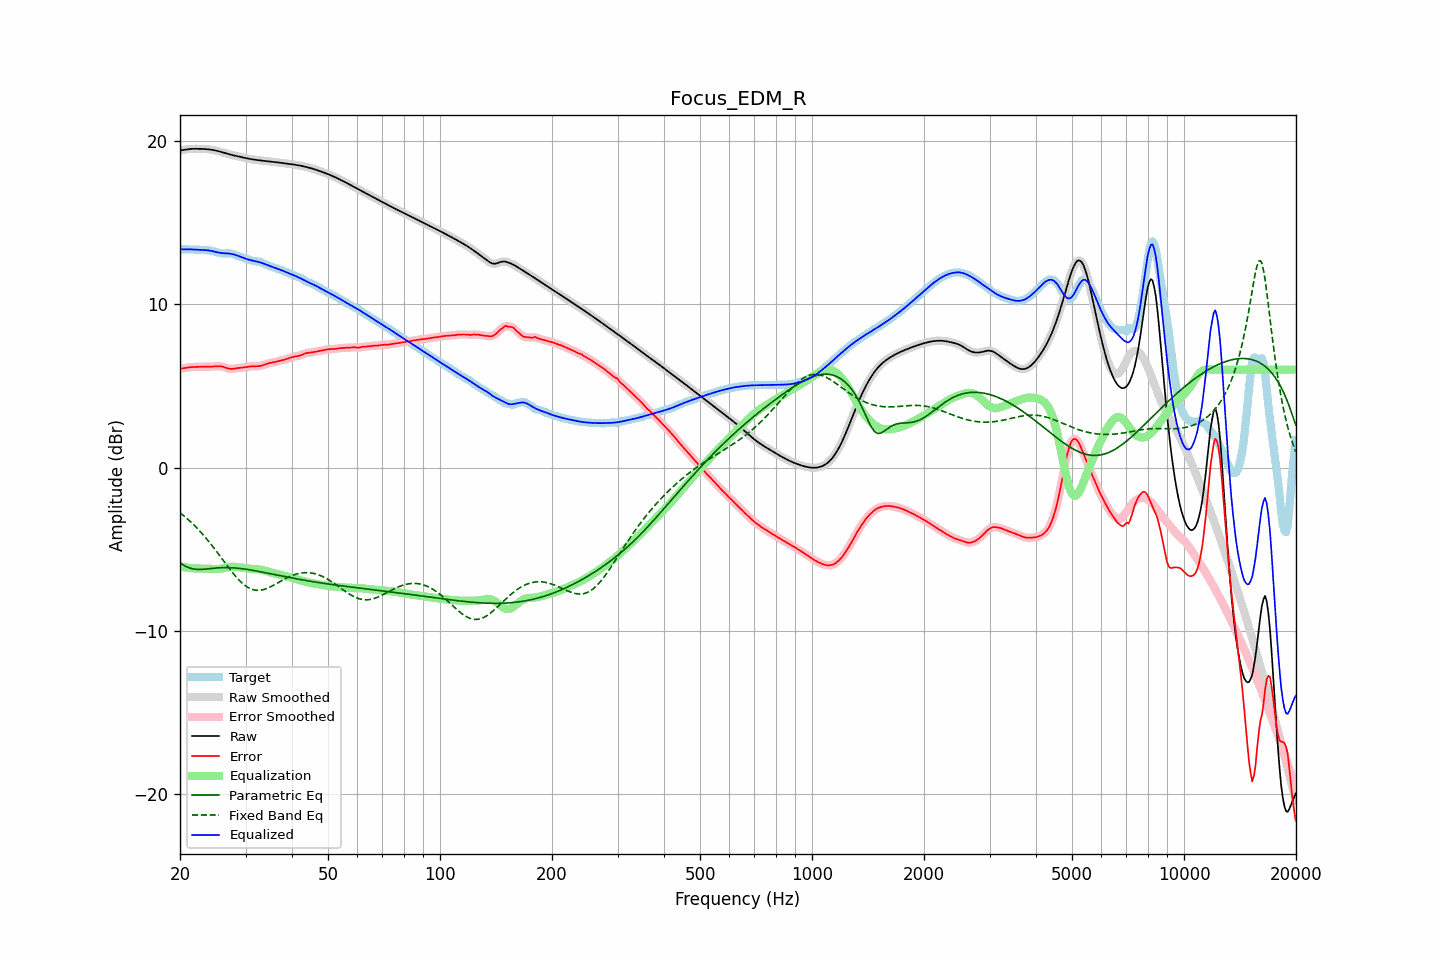 Focus_EDM_R
Amplitude (dBr)
20
10
0
−10
−20
Target
Raw Smoothed
Error Smoothed
Raw
Error
Equalization
Parametric Eq
Fixed Band Eq
Equalized
20 50 100 200 500 1000 2000 5000 10000 20000
Frequency (Hz)